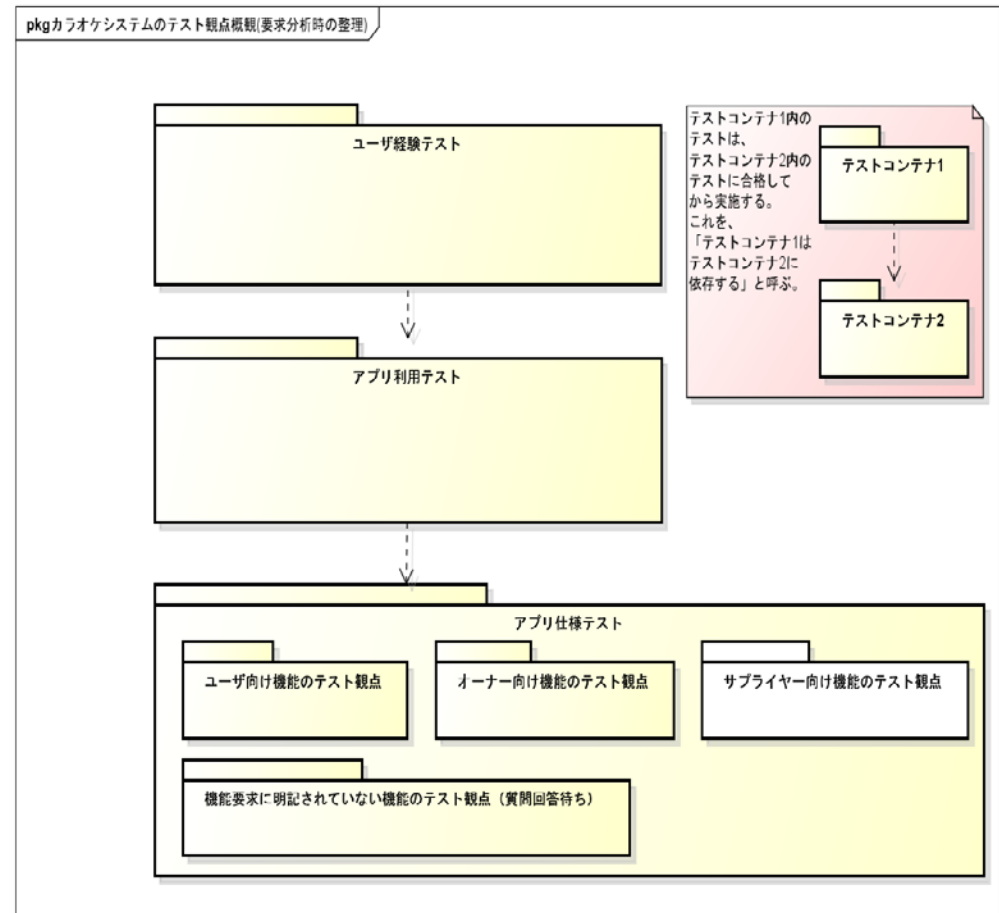 pkgカラオケシステムのテスト観点概観(要求分析時の整理)
ユーザ経験テスト
テストコンテナ1内の
テストは、
テストコンテナ2内の
テストに合格して
から実施する。
これを、
「テストコンテナ1は
テストコンテナ2に
依存する」と呼ぶ。
テストコンテナ1
テストコンテナ2
アプリ利用テスト
アプリ仕様テスト
ユーザ向け機能のテスト観点
オーナー向け機能のテスト観点
サプライヤー向け機能のテスト観点
機能要求に明記されていない機能のテスト観点（質問回答待ち）